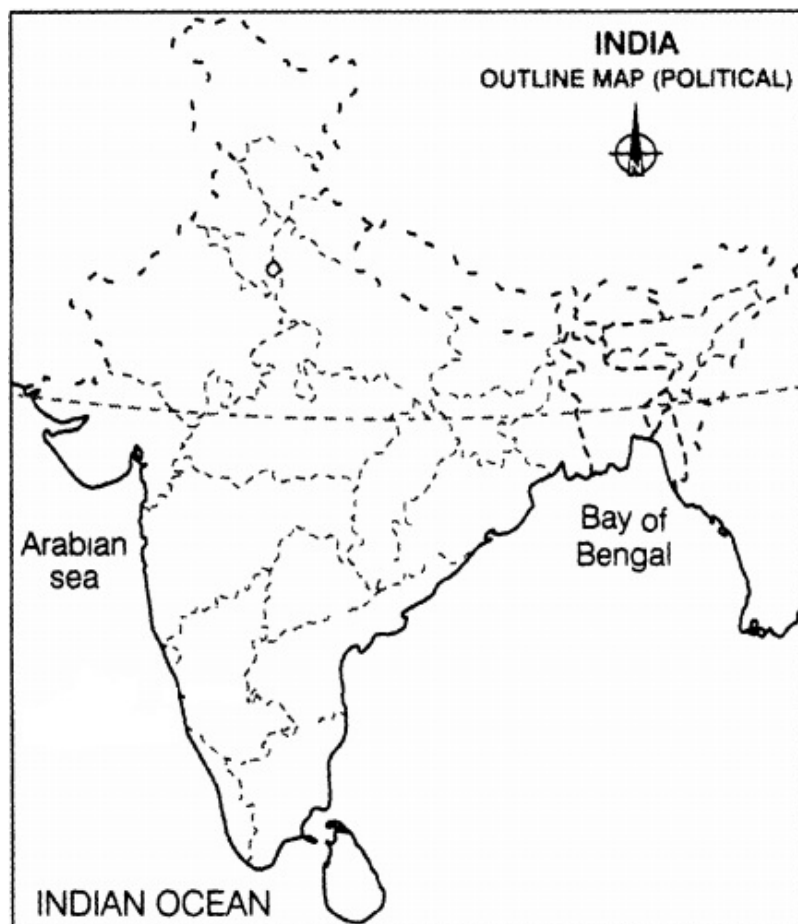 INDIA
OUTLINE MAP (POLITICAL)
N
Arabian
sea
Bay of
Bengal
INDIAN OCEAN